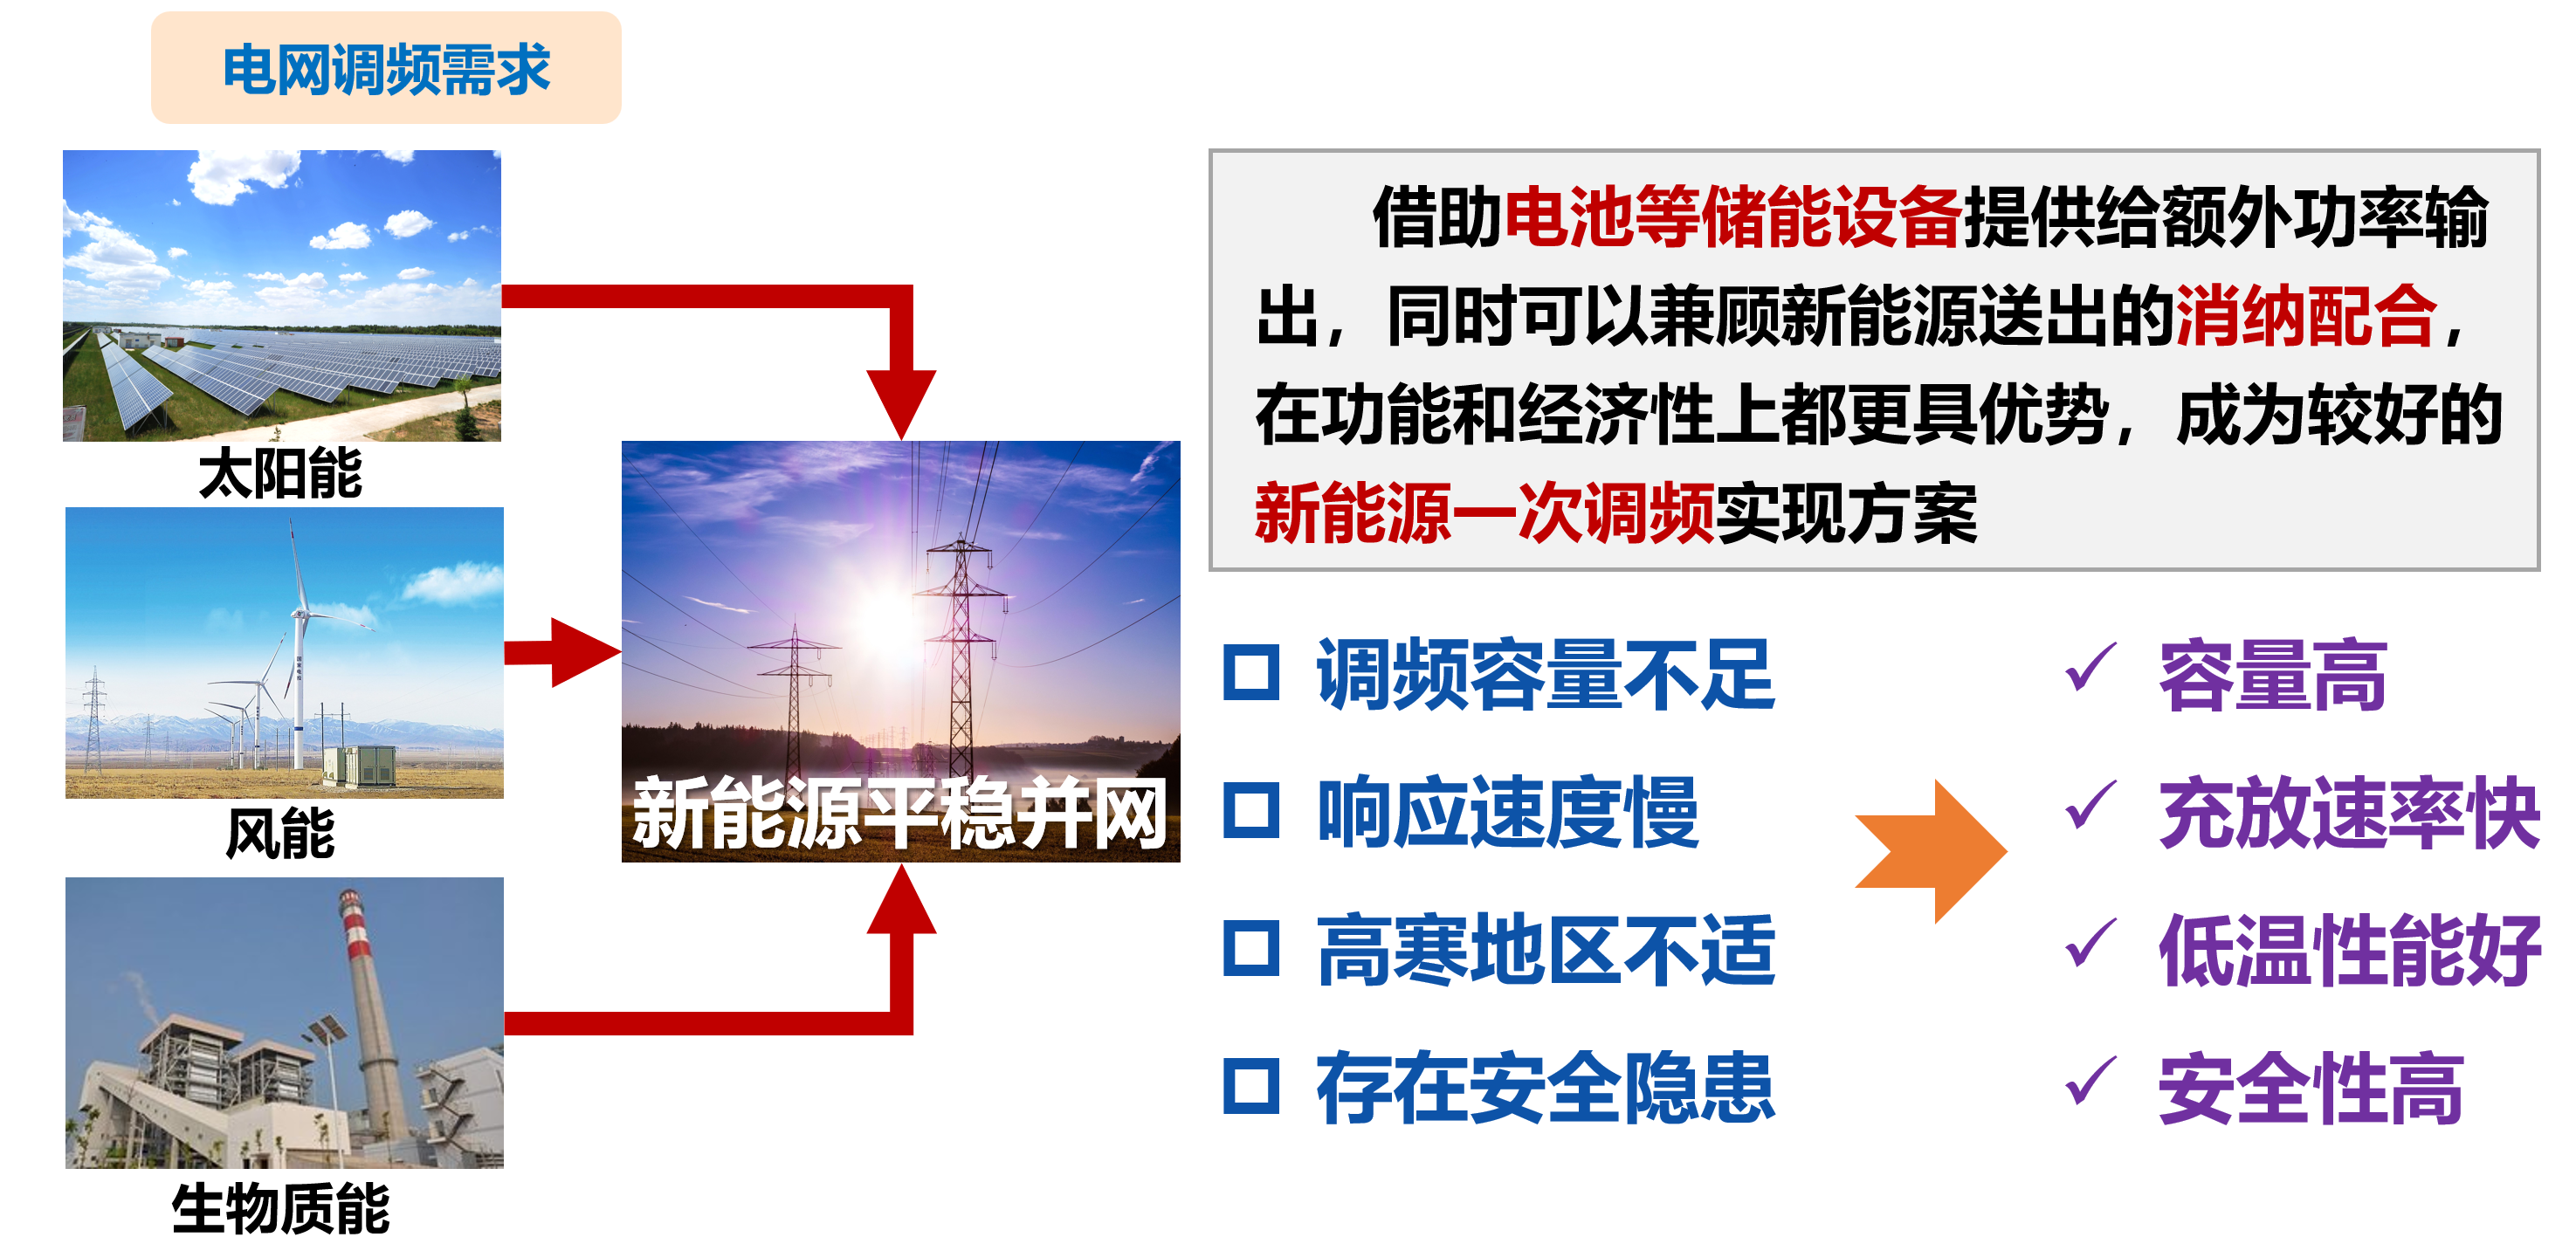 电网调频需求
太阳能
风能
生物质能
新能源平稳并网
借助电池等储能设备提供给额外功率输
出，同时可以兼顾新能源送出的消纳配合，
在功能和经济性上都更具优势，成为较好的
新能源一次调频实现方案
调频容量不足
响应速度慢
高寒地区不适
存在安全隐患
容量高
充放速率快
低温性能好
安全性高